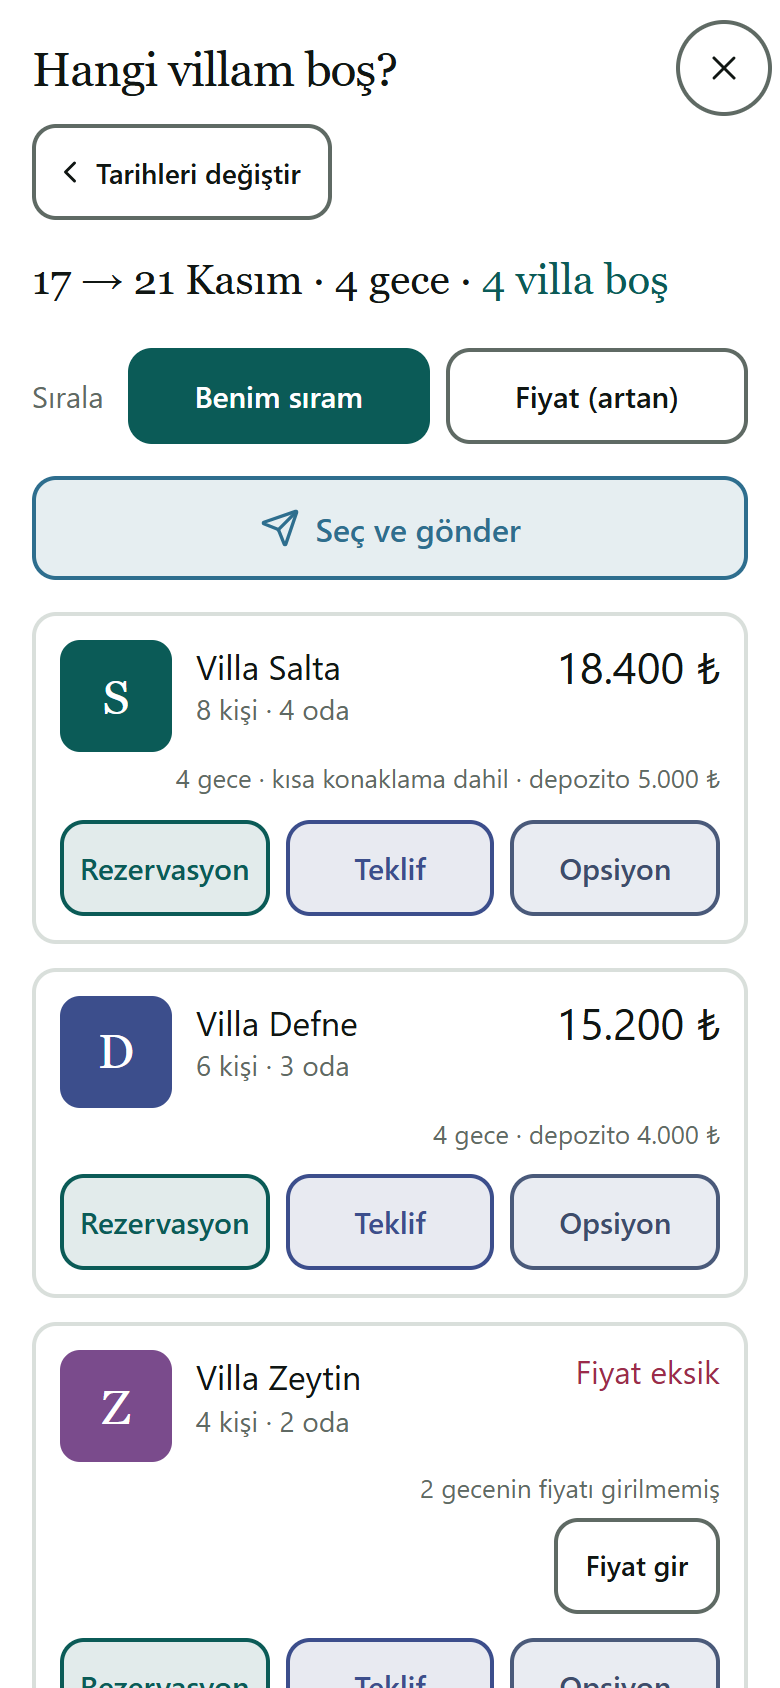 Hangi villam boş?
Tarihleri değiştir
17 → 21 Kasım · 4 gece · 4 villa boş
Sırala
Benim sıram
Fiyat (artan)
Seç ve gönder
S
Villa Salta
8 kişi · 4 oda
18.400 ₺
4 gece · kısa konaklama dahil · depozito 5.000 ₺
Rezervasyon
Teklif
Opsiyon
D
Villa Defne
6 kişi · 3 oda
15.200 ₺
4 gece · depozito 4.000 ₺
Rezervasyon
Teklif
Opsiyon
Z
Villa Zeytin
4 kişi · 2 oda
Fiyat eksik
2 gecenin fiyatı girilmemiş
Fiyat gir
Rezervasyon
Teklif
Opsiyon